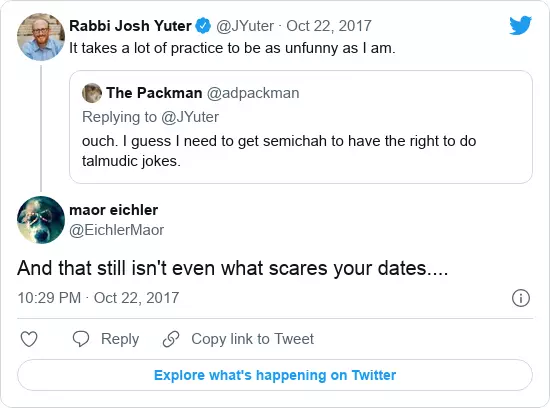 Rabbi Josh Yuter @JYuter · Oct 22, 2017
It takes a lot of practice to be as unfunny as I am.
The Packman @adpackman
Replying to @JYuter
ouch. I guess I need to get semichah to have the right to do
talmudic jokes.
maor eichler
@EichlerMaor
And that still isn't even what scares your dates....
10:29 PM · Oct 22, 2017
Reply Copy link to Tweet
Explore what's happening on Twitter